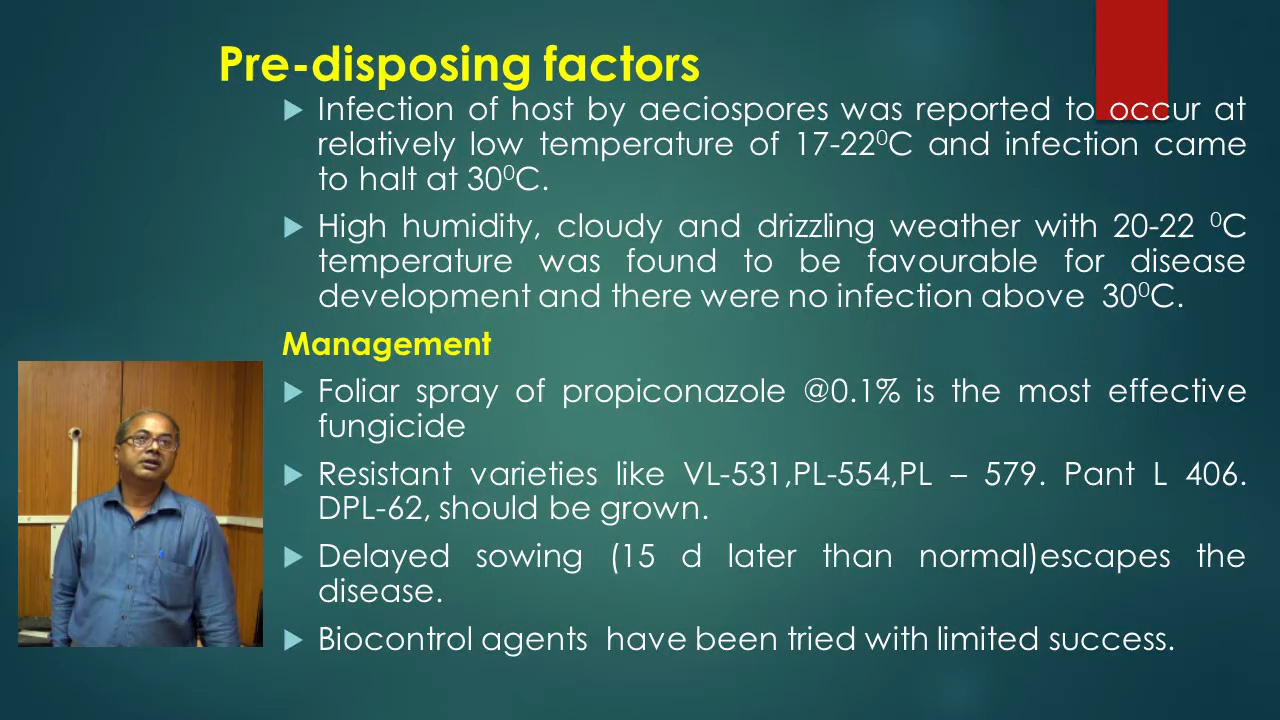 Pre-disposing factors
Infection of host by aeciospores was reported to occur at
relatively low temperature of 17-22⁰C and infection came
to halt at 30⁰C.
High humidity, cloudy and drizzling weather with 20-22 ⁰C
temperature was found to be favourable for disease
development and there were no infection above 30⁰C.
Management
Foliar spray of propiconazole @0.1% is the most effective
fungicide
Resistant varieties like VL-531,PL-554,PL – 579. Pant L 406.
DPL-62, should be grown.
Delayed sowing (15 d later than normal)escapes the
disease.
Biocontrol agents have been tried with limited success.